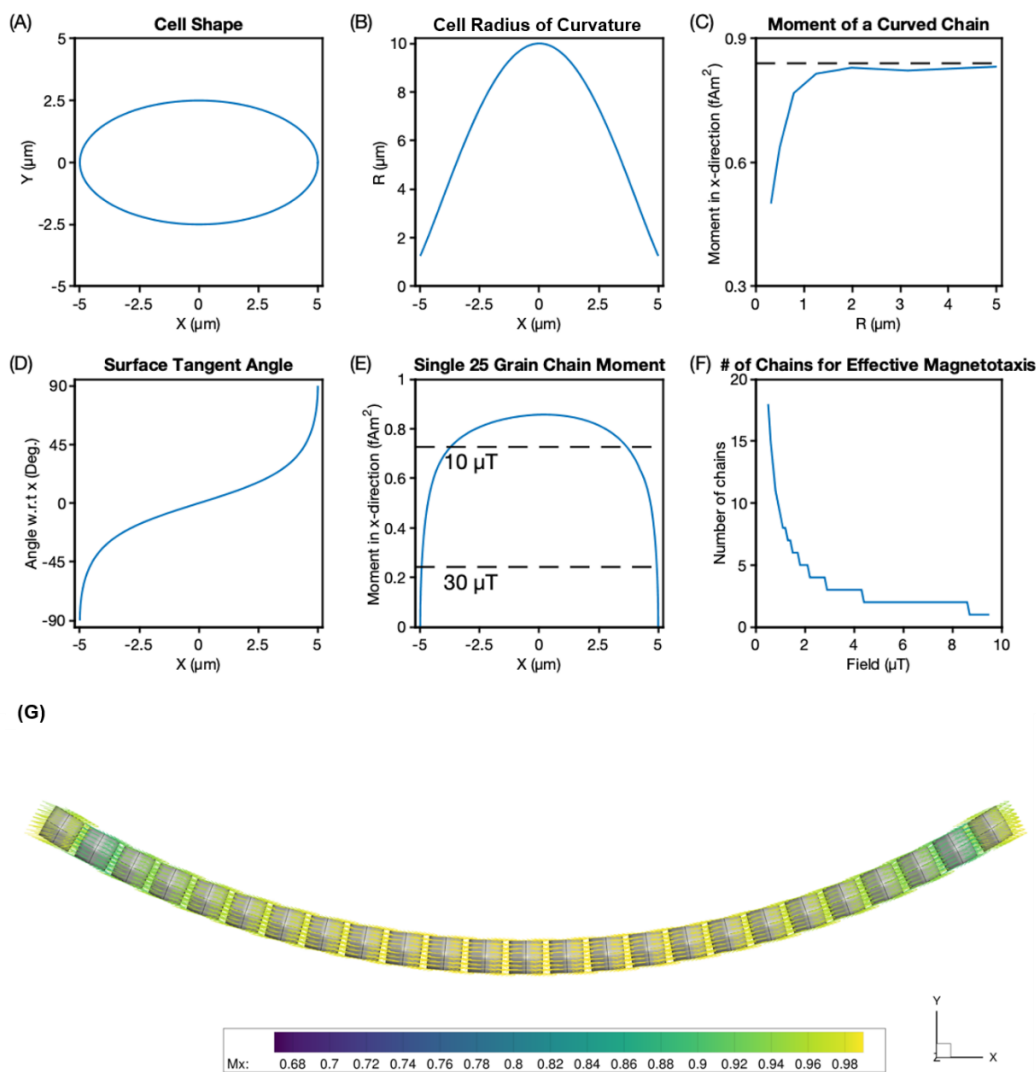 (A) Cell Shape
5
2.5
0
-2.5
-5
Y (µm)
-5 -2.5 0 2.5 5
X (µm)
(B) Cell Radius of Curvature
10
8
6
4
2
0
R (µm)
-5 -2.5 0 2.5 5
X (µm)
(C) Moment of a Curved Chain
0.9
0.6
0.3
Moment in x-direction (fAm²)
0 1 2 3 4 5
R (µm)
(D) Surface Tangent Angle
90
45
0
-45
-90
Angle w.r.t x (Deg.)
-5 -2.5 0 2.5 5
X (µm)
(E) Single 25 Grain Chain Moment
1
0.8
0.6
0.4
0.2
0
Moment in x-direction (fAm²)
10 µT
30 µT
-5 -2.5 0 2.5 5
X (µm)
(F) # of Chains for Effective Magnetotaxis
20
15
10
5
0
Number of chains
0 2 4 6 8 10
Field (µT)
(G)
Mx: 0.68 0.7 0.72 0.74 0.76 0.78 0.8 0.82 0.84 0.86 0.88 0.9 0.92 0.94 0.96 0.98
Y
Z X